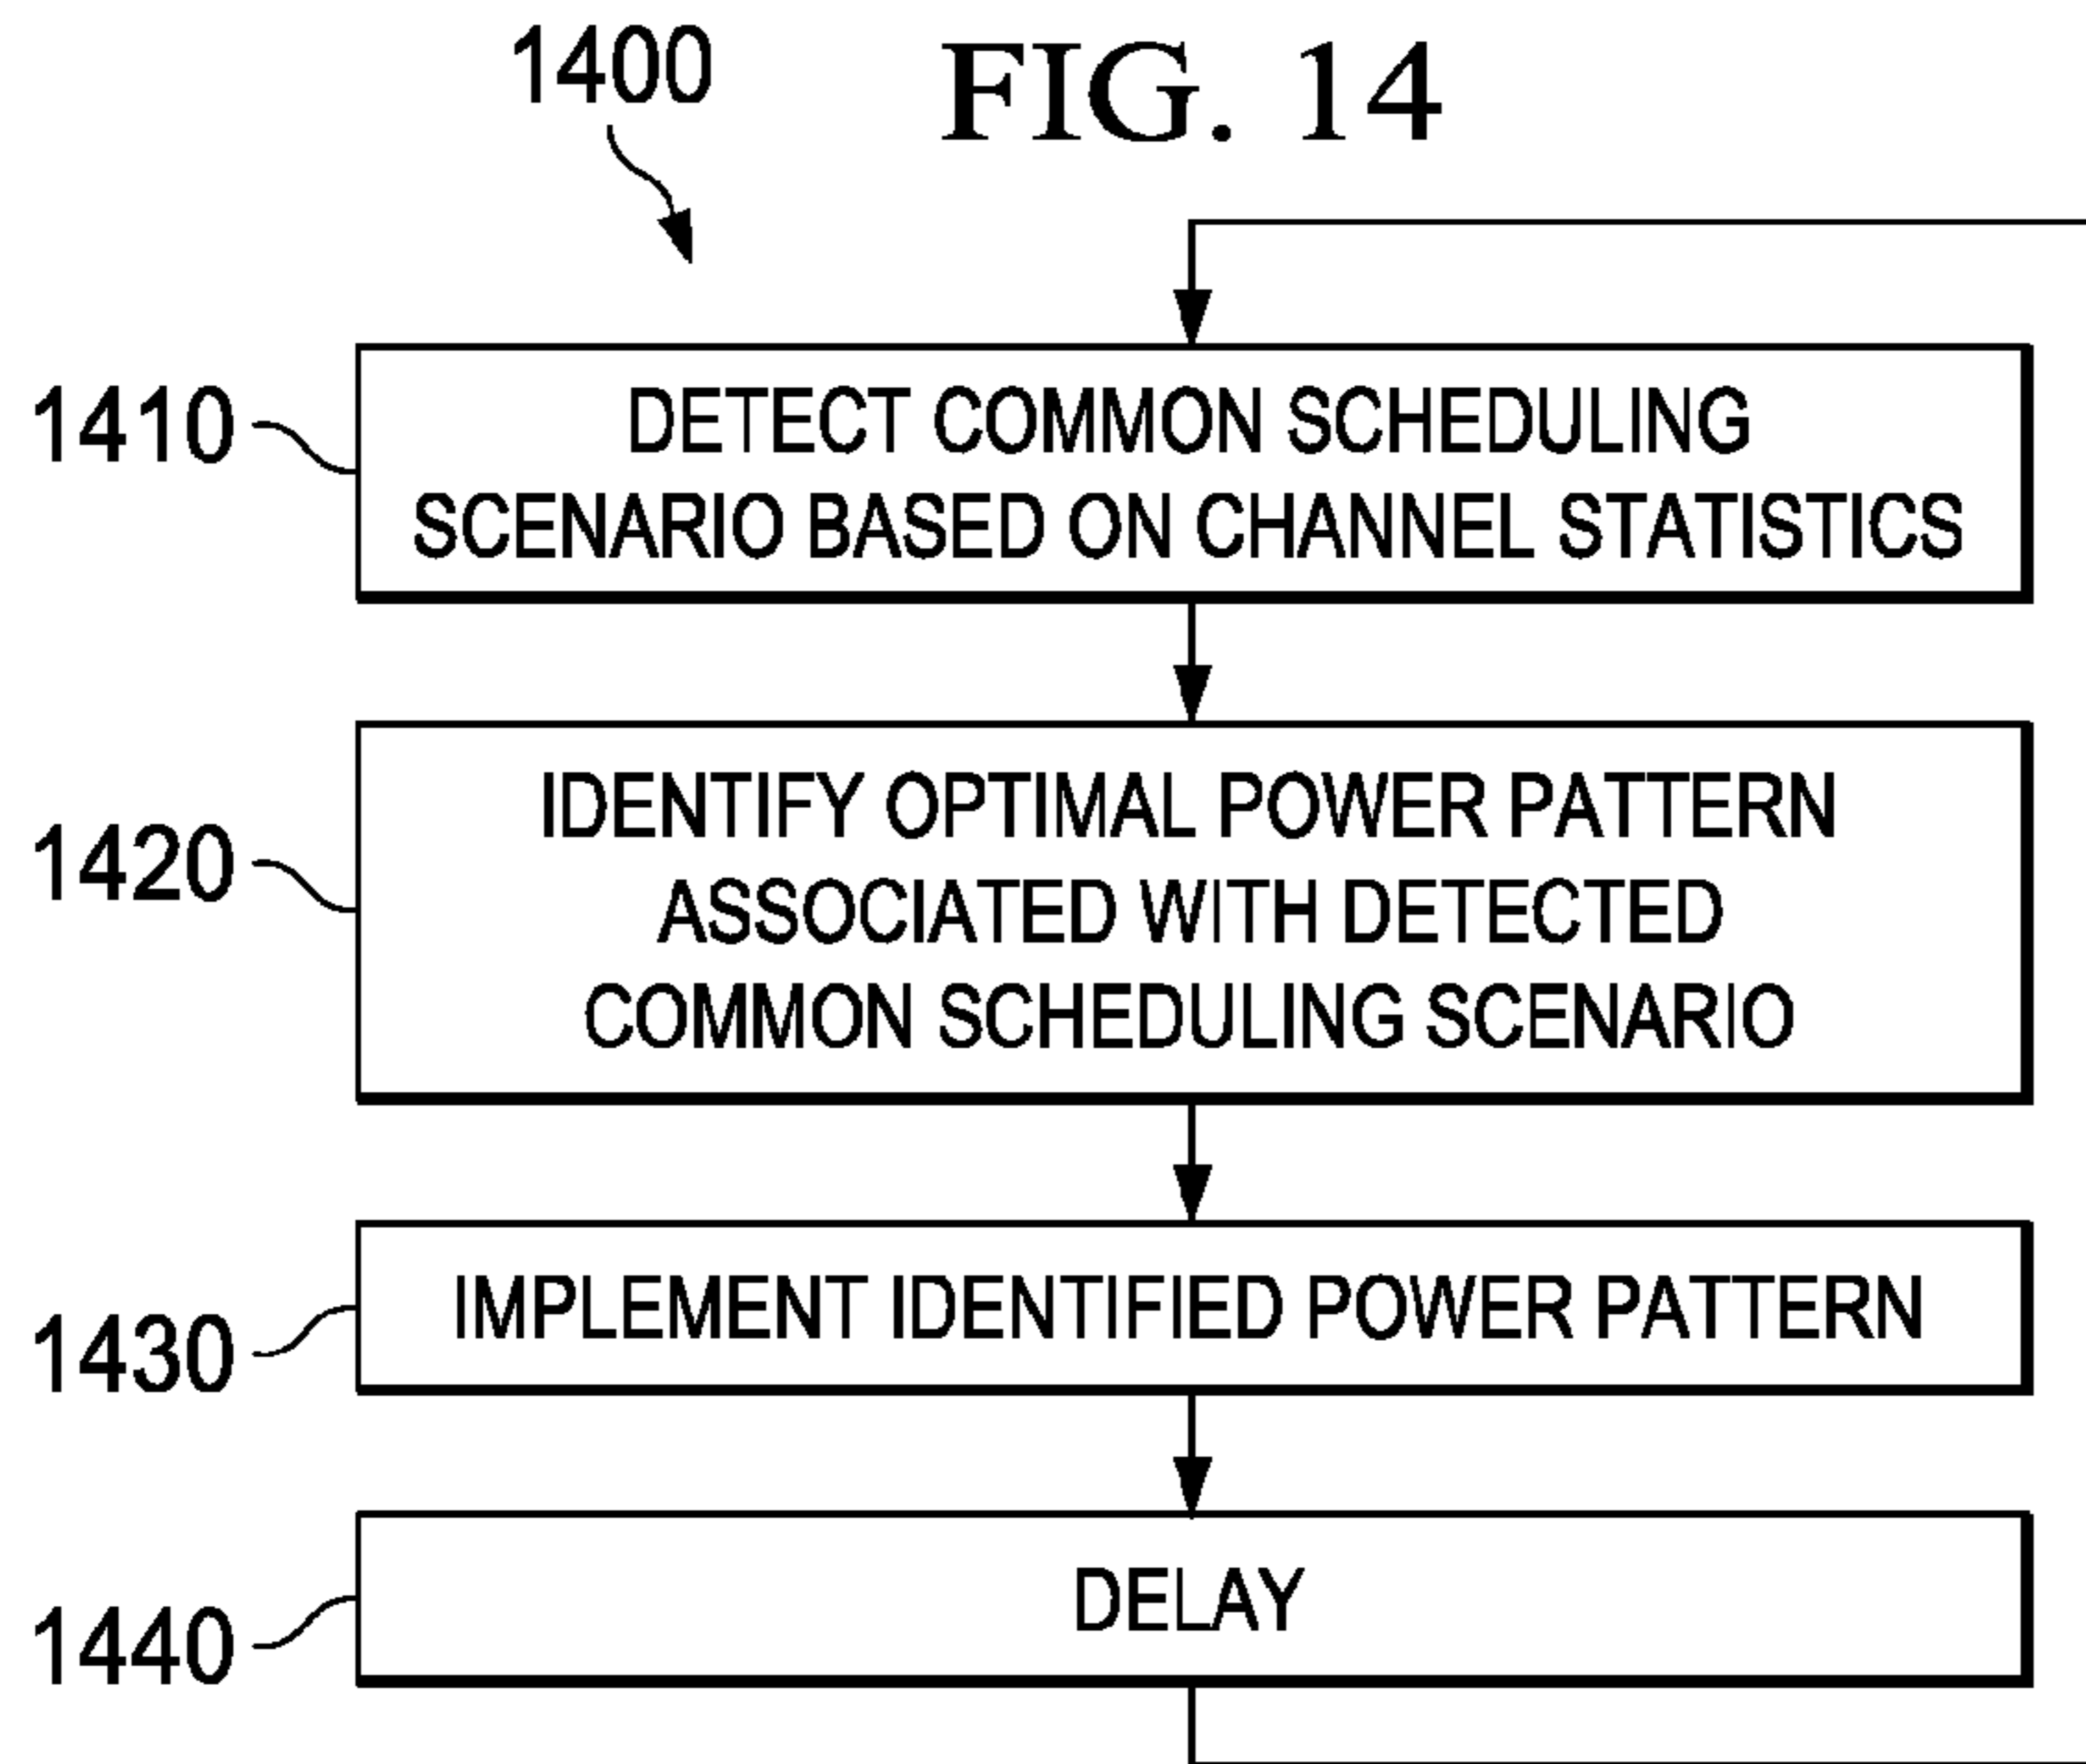 1400
FIG. 14
1410
DETECT COMMON SCHEDULING
SCENARIO BASED ON CHANNEL STATISTICS
1420
IDENTIFY OPTIMAL POWER PATTERN
ASSOCIATED WITH DETECTED
COMMON SCHEDULING SCENARIO
1430
IMPLEMENT IDENTIFIED POWER PATTERN
1440
DELAY